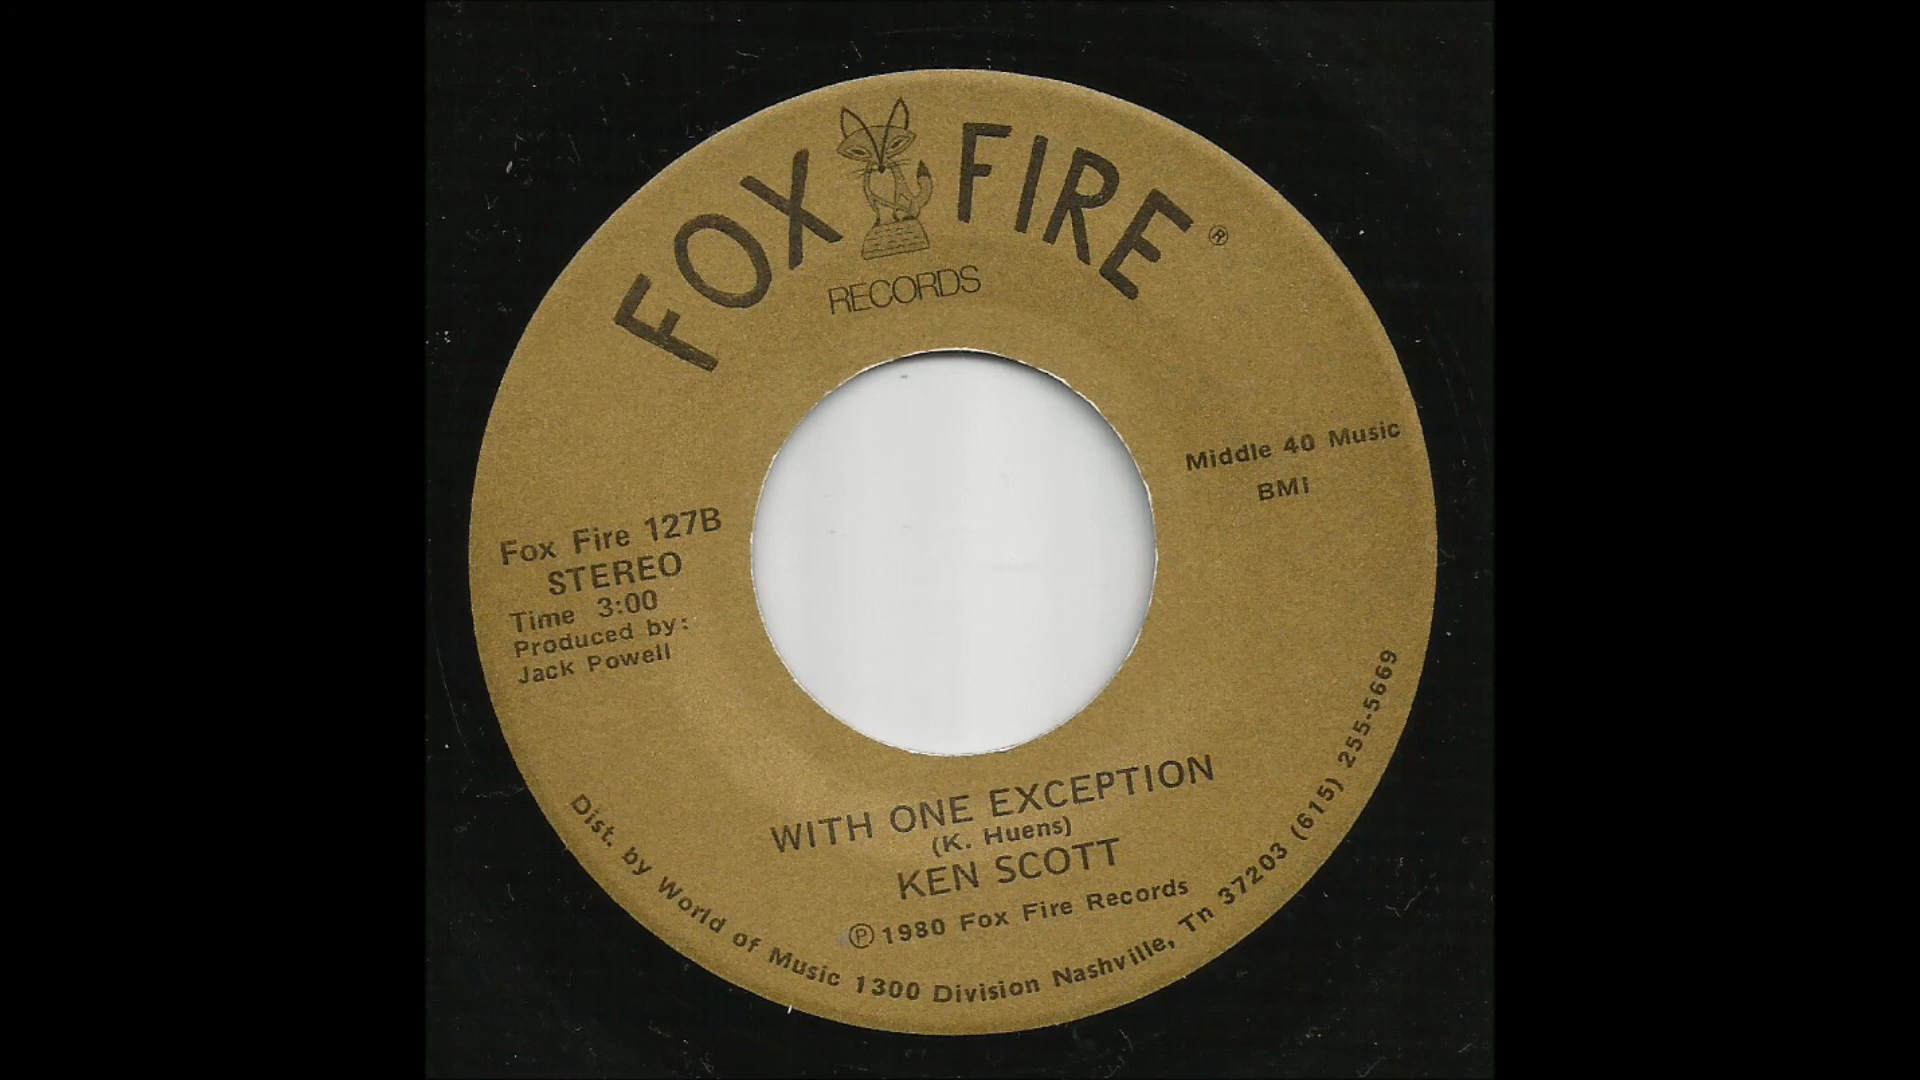 FOX FIRE ®
RECORDS
Middle 40 Music
BMI
Fox Fire 127B
STEREO
Time 3:00
Produced by:
Jack Powell
WITH ONE EXCEPTION
(K. Huens)
KEN SCOTT
℗ 1980 Fox Fire Records
Dist. by World of Music 1300 Division Nashville, Tn 37203 (615) 255-5669